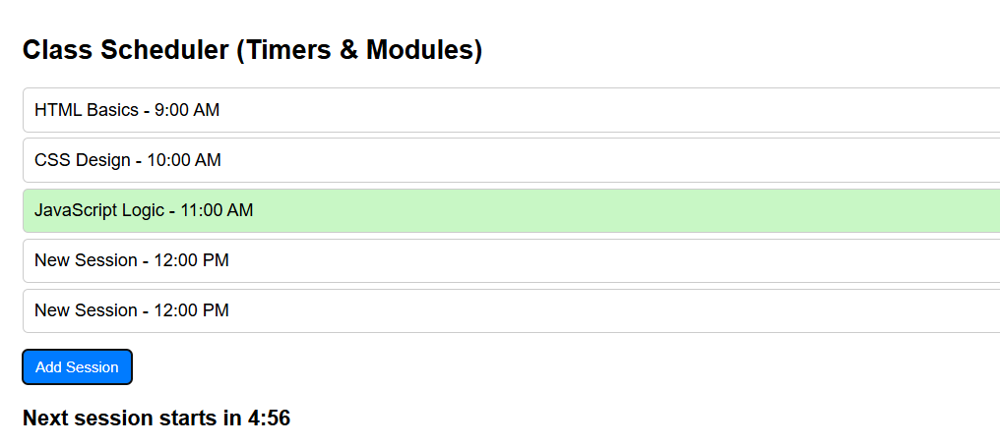 Class Scheduler (Timers & Modules)
HTML Basics - 9:00 AM
CSS Design - 10:00 AM
JavaScript Logic - 11:00 AM
New Session - 12:00 PM
New Session - 12:00 PM
Add Session
Next session starts in 4:56